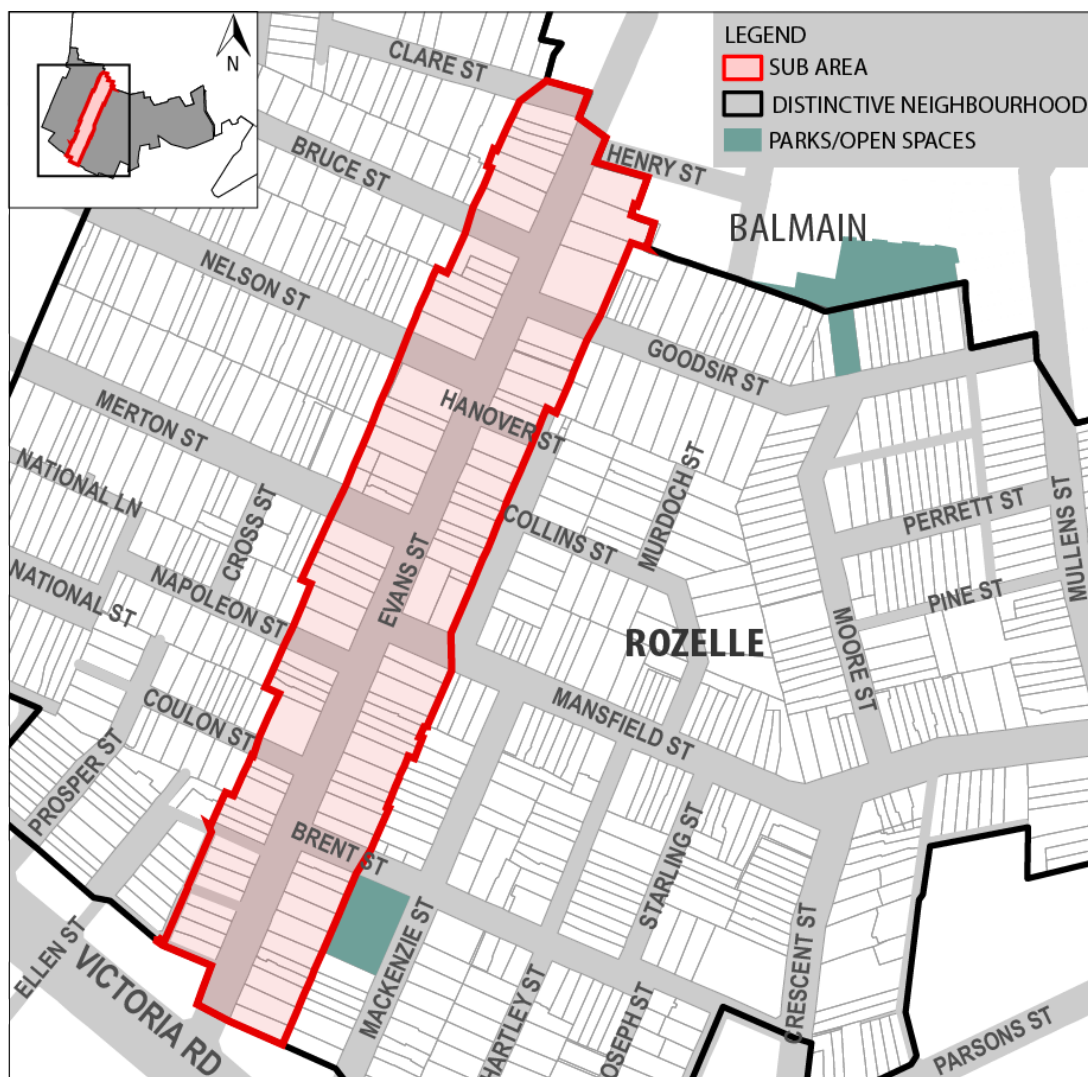 N
LEGEND
SUB AREA
DISTINCTIVE NEIGHBOURHOOD
PARKS/OPEN SPACES
CLARE ST
HENRY ST
BRUCE ST
BALMAIN
NELSON ST
GOODSIR ST
MERTON ST
HANOVER ST
NATIONAL LN
CROSS ST
MURDOCH ST
COLLINS ST
PERRETT ST
MULLENS ST
EVANS ST
NATIONAL ST
NAPOLEON ST
PINE ST
ROZELLE
MOORE ST
COULON ST
MANSFIELD ST
PROSPER ST
BRENT ST
STARLING ST
ELLEN ST
VICTORIA RD
MACKENZIE ST
HARTLEY ST
OSEPH ST
CRESCENT ST
PARSONS ST